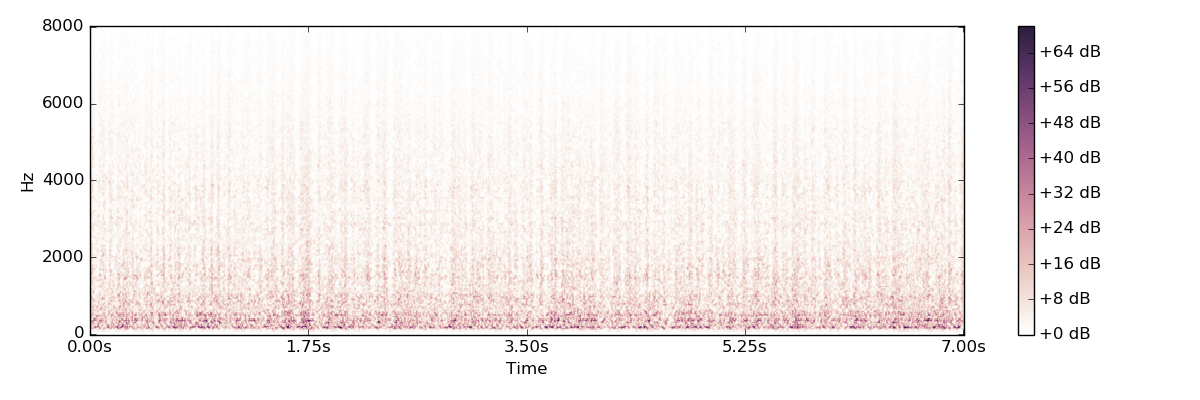 8000
6000
4000
2000
0
Hz
0.00s
1.75s
3.50s
5.25s
7.00s
Time
+64 dB
+56 dB
+48 dB
+40 dB
+32 dB
+24 dB
+16 dB
+8 dB
+0 dB